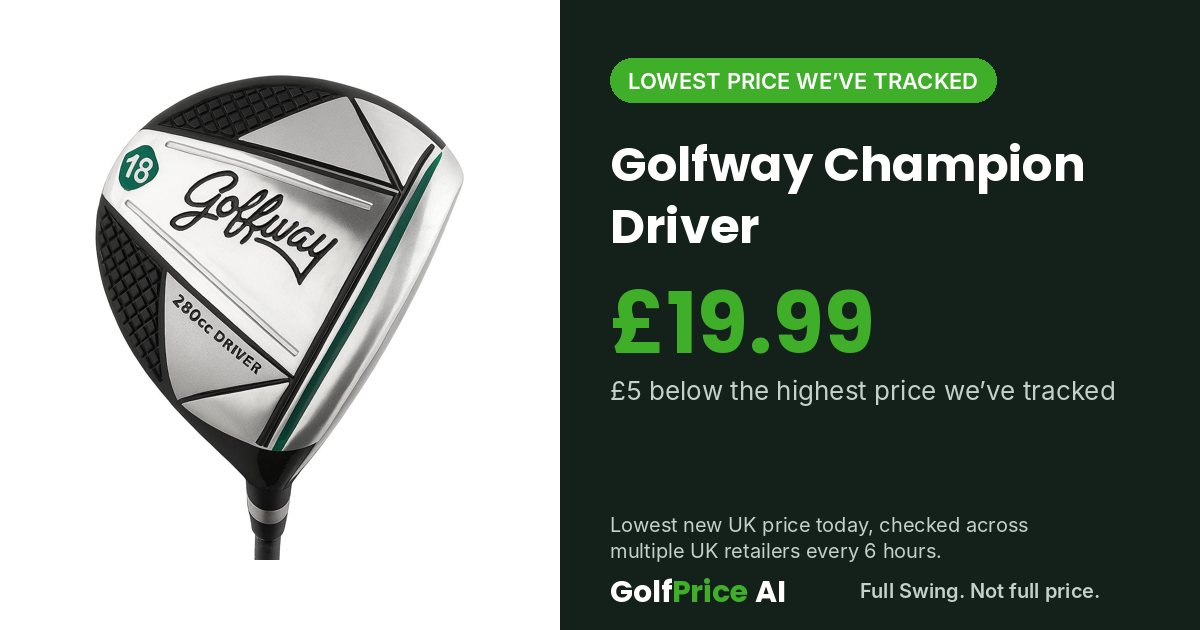 18
Golfway
280cc DRIVER
LOWEST PRICE WE’VE TRACKED
Golfway Champion
Driver
£19.99
£5 below the highest price we’ve tracked
Lowest new UK price today, checked across
multiple UK retailers every 6 hours.
GolfPrice AI
Full Swing. Not full price.